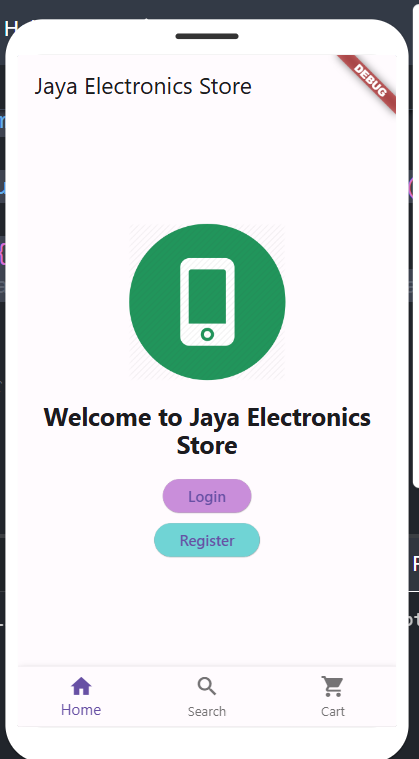 Jaya Electronics Store
DEBUG
Welcome to Jaya Electronics
Store
Login
Register
Home
Search
Cart